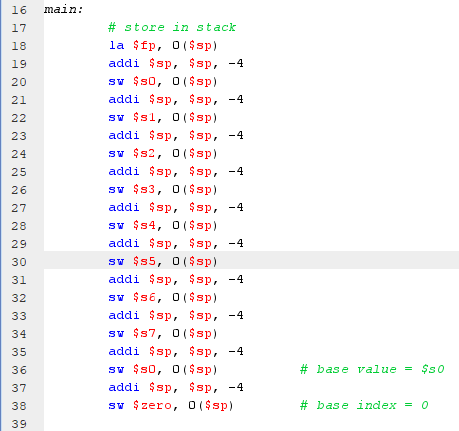 16 main:
17 # store in stack
18 la $fp, 0($sp)
19 addi $sp, $sp, -4
20 sw $s0, 0($sp)
21 addi $sp, $sp, -4
22 sw $s1, 0($sp)
23 addi $sp, $sp, -4
24 sw $s2, 0($sp)
25 addi $sp, $sp, -4
26 sw $s3, 0($sp)
27 addi $sp, $sp, -4
28 sw $s4, 0($sp)
29 addi $sp, $sp, -4
30 sw $s5, 0($sp)
31 addi $sp, $sp, -4
32 sw $s6, 0($sp)
33 addi $sp, $sp, -4
34 sw $s7, 0($sp)
35 addi $sp, $sp, -4
36 sw $s0, 0($sp) # base value = $s0
37 addi $sp, $sp, -4
38 sw $zero, 0($sp) # base index = 0
39